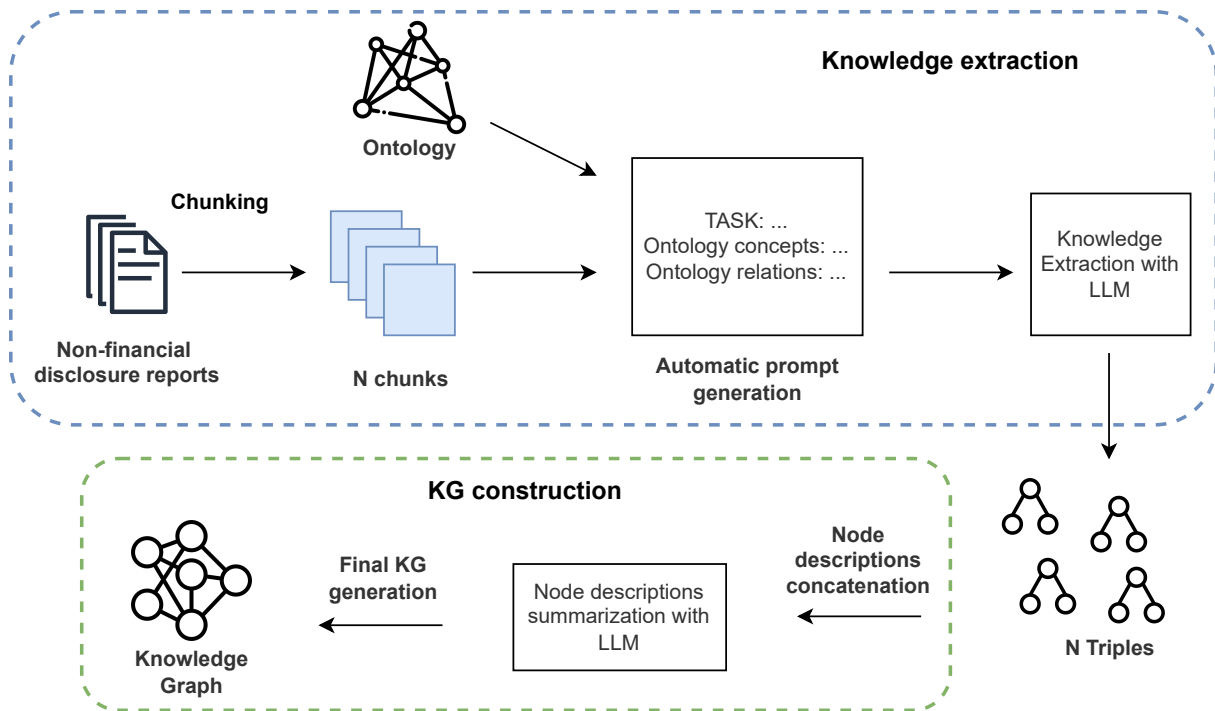 Knowledge extraction
Ontology
Chunking
Non-financial
disclosure reports
N chunks
TASK: ...
Ontology concepts: ...
Ontology relations: ...
Automatic prompt
generation
Knowledge
Extraction with
LLM
N Triples
KG construction
Node
descriptions
concatenation
Node descriptions
summarization with
LLM
Final KG
generation
Knowledge
Graph